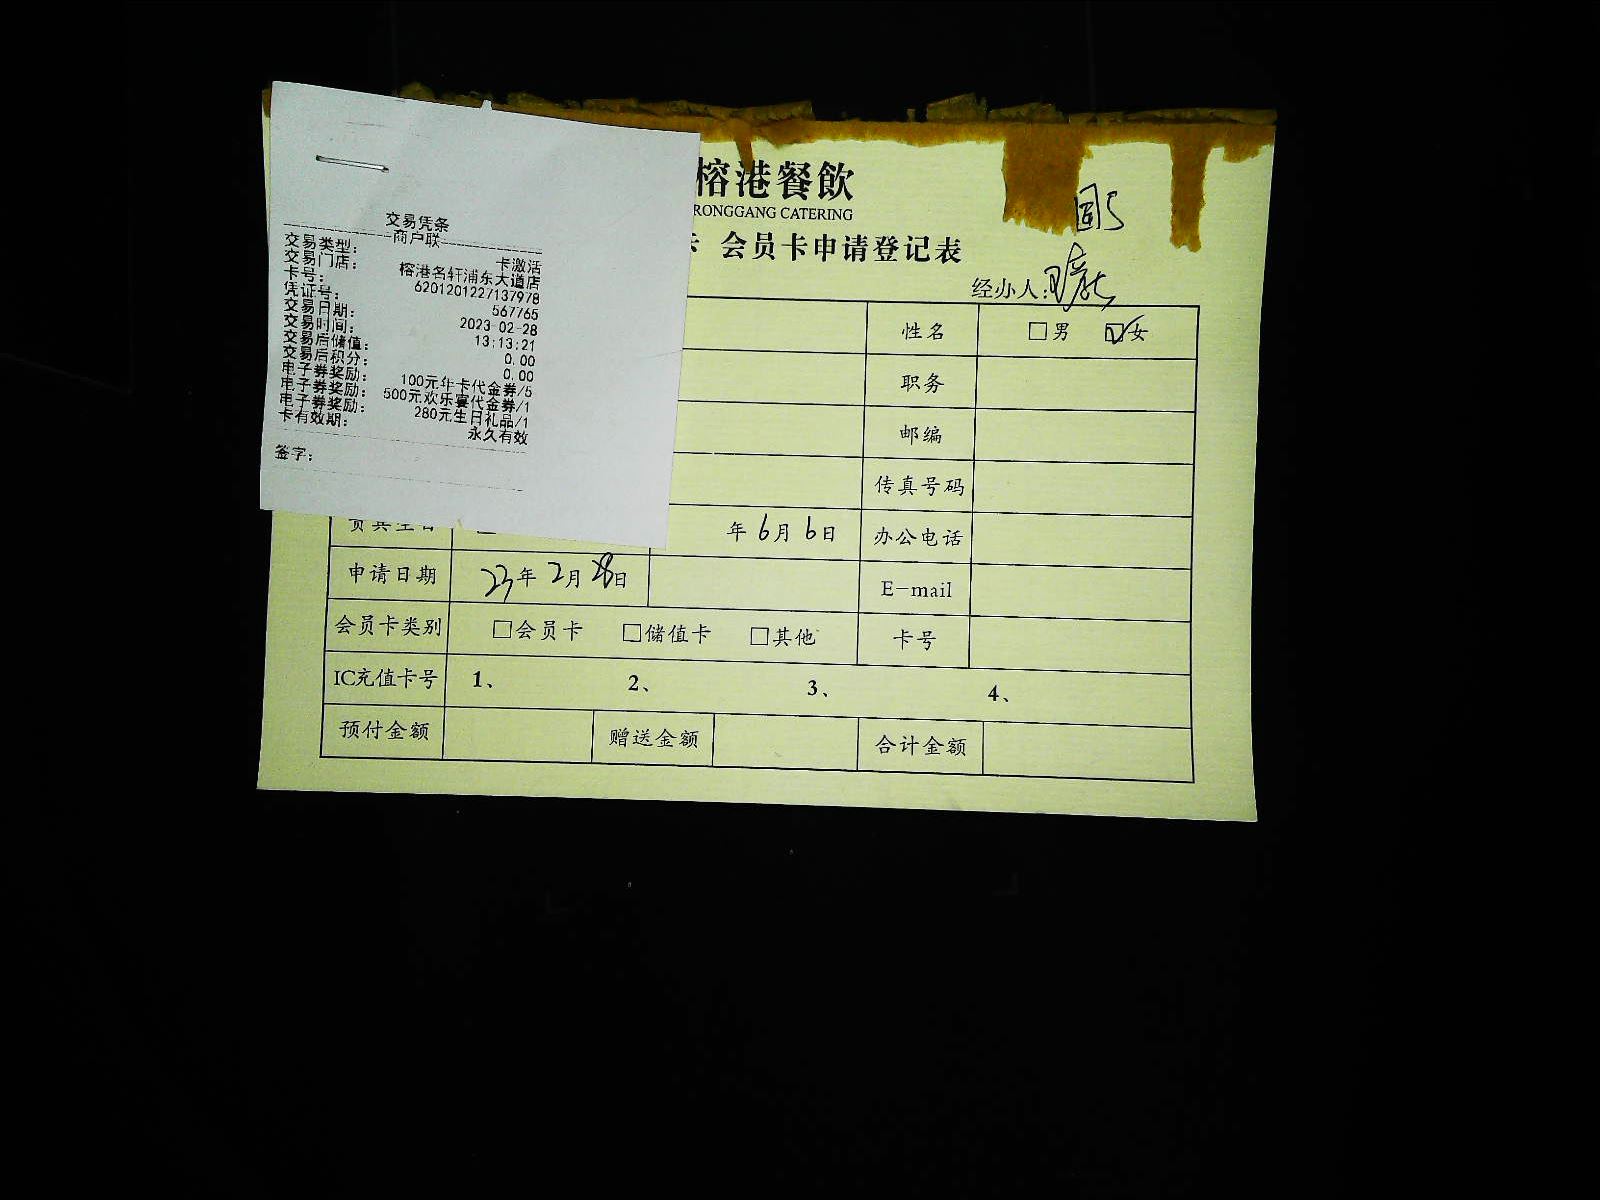 交易凭条
商户联
交易类型： 卡激活
交易门店： 榕港名轩浦东大道店
卡号： 6201201227137978
凭证号： 567765
交易日期： 2023-02-28
交易时间： 13:13:21
交易后储值： 0.00
交易后积分： 0.00
电子券奖励： 100元年卡代金券/5
电子券奖励： 500元欢乐宴代金券/1
电子券奖励： 280元生日礼品/1
卡有效期： 永久有效
签字：
榕港餐飲
RONGGANG CATERING
会员卡申请登记表
经办人:
性名 □男 ☑女
职务
邮编
传真号码
贵宾生日 年6月6日 办公电话
申请日期 23年2月28日 E-mail
会员卡类别 □会员卡 □储值卡 □其他 卡号
IC充值卡号 1、 2、 3、 4、
预付金额 赠送金额 合计金额